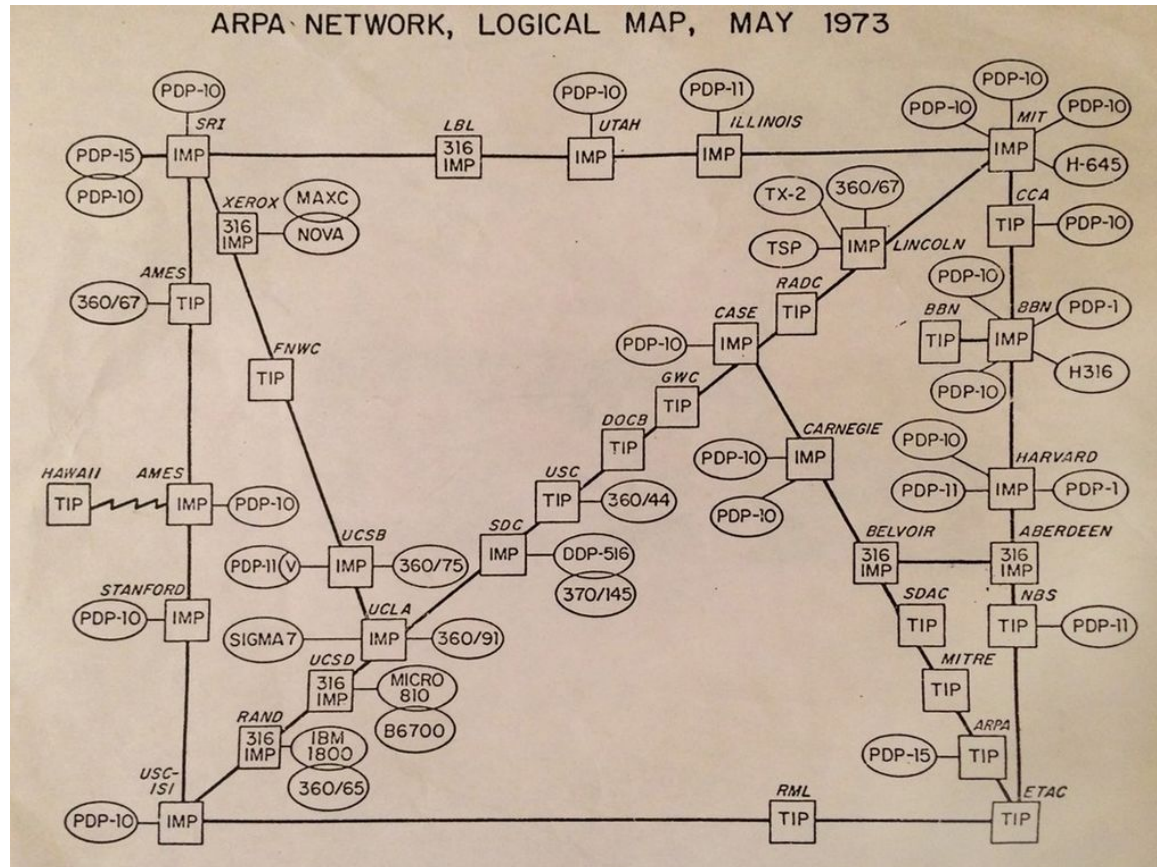 ARPA NETWORK, LOGICAL MAP, MAY 1973
PDP-10
SRI
IMP
PDP-15
PDP-10
LBL
316
IMP
PDP-10
UTAH
IMP
PDP-11
ILLINOIS
IMP
PDP-10
PDP-10
PDP-10
MIT
IMP
H-645
XEROX
316
IMP
MAXC
NOVA
TX-2
360/67
TSP
IMP
LINCOLN
CCA
TIP
PDP-10
AMES
360/67
TIP
RADC
TIP
PDP-10
BBN
TIP
BBN
IMP
PDP-1
PDP-10
H316
FNWC
TIP
CASE
PDP-10
IMP
GWC
TIP
DOCB
TIP
CARNEGIE
PDP-10
IMP
PDP-10
PDP-10
HARVARD
PDP-11
IMP
PDP-1
HAWAII
TIP
AMES
IMP
PDP-10
USC
TIP
360/44
SDC
IMP
DDP-516
370/145
UCSB
PDP-11
V
IMP
360/75
BELVOIR
316
IMP
ABERDEEN
316
IMP
STANFORD
PDP-10
IMP
UCLA
SIGMA7
IMP
360/91
SDAC
TIP
NBS
TIP
PDP-11
UCSD
316
IMP
MICRO
810
B6700
MITRE
TIP
RAND
316
IMP
IBM
1800
360/65
ARPA
PDP-15
TIP
USC-
ISI
PDP-10
IMP
RML
TIP
ETAC
TIP